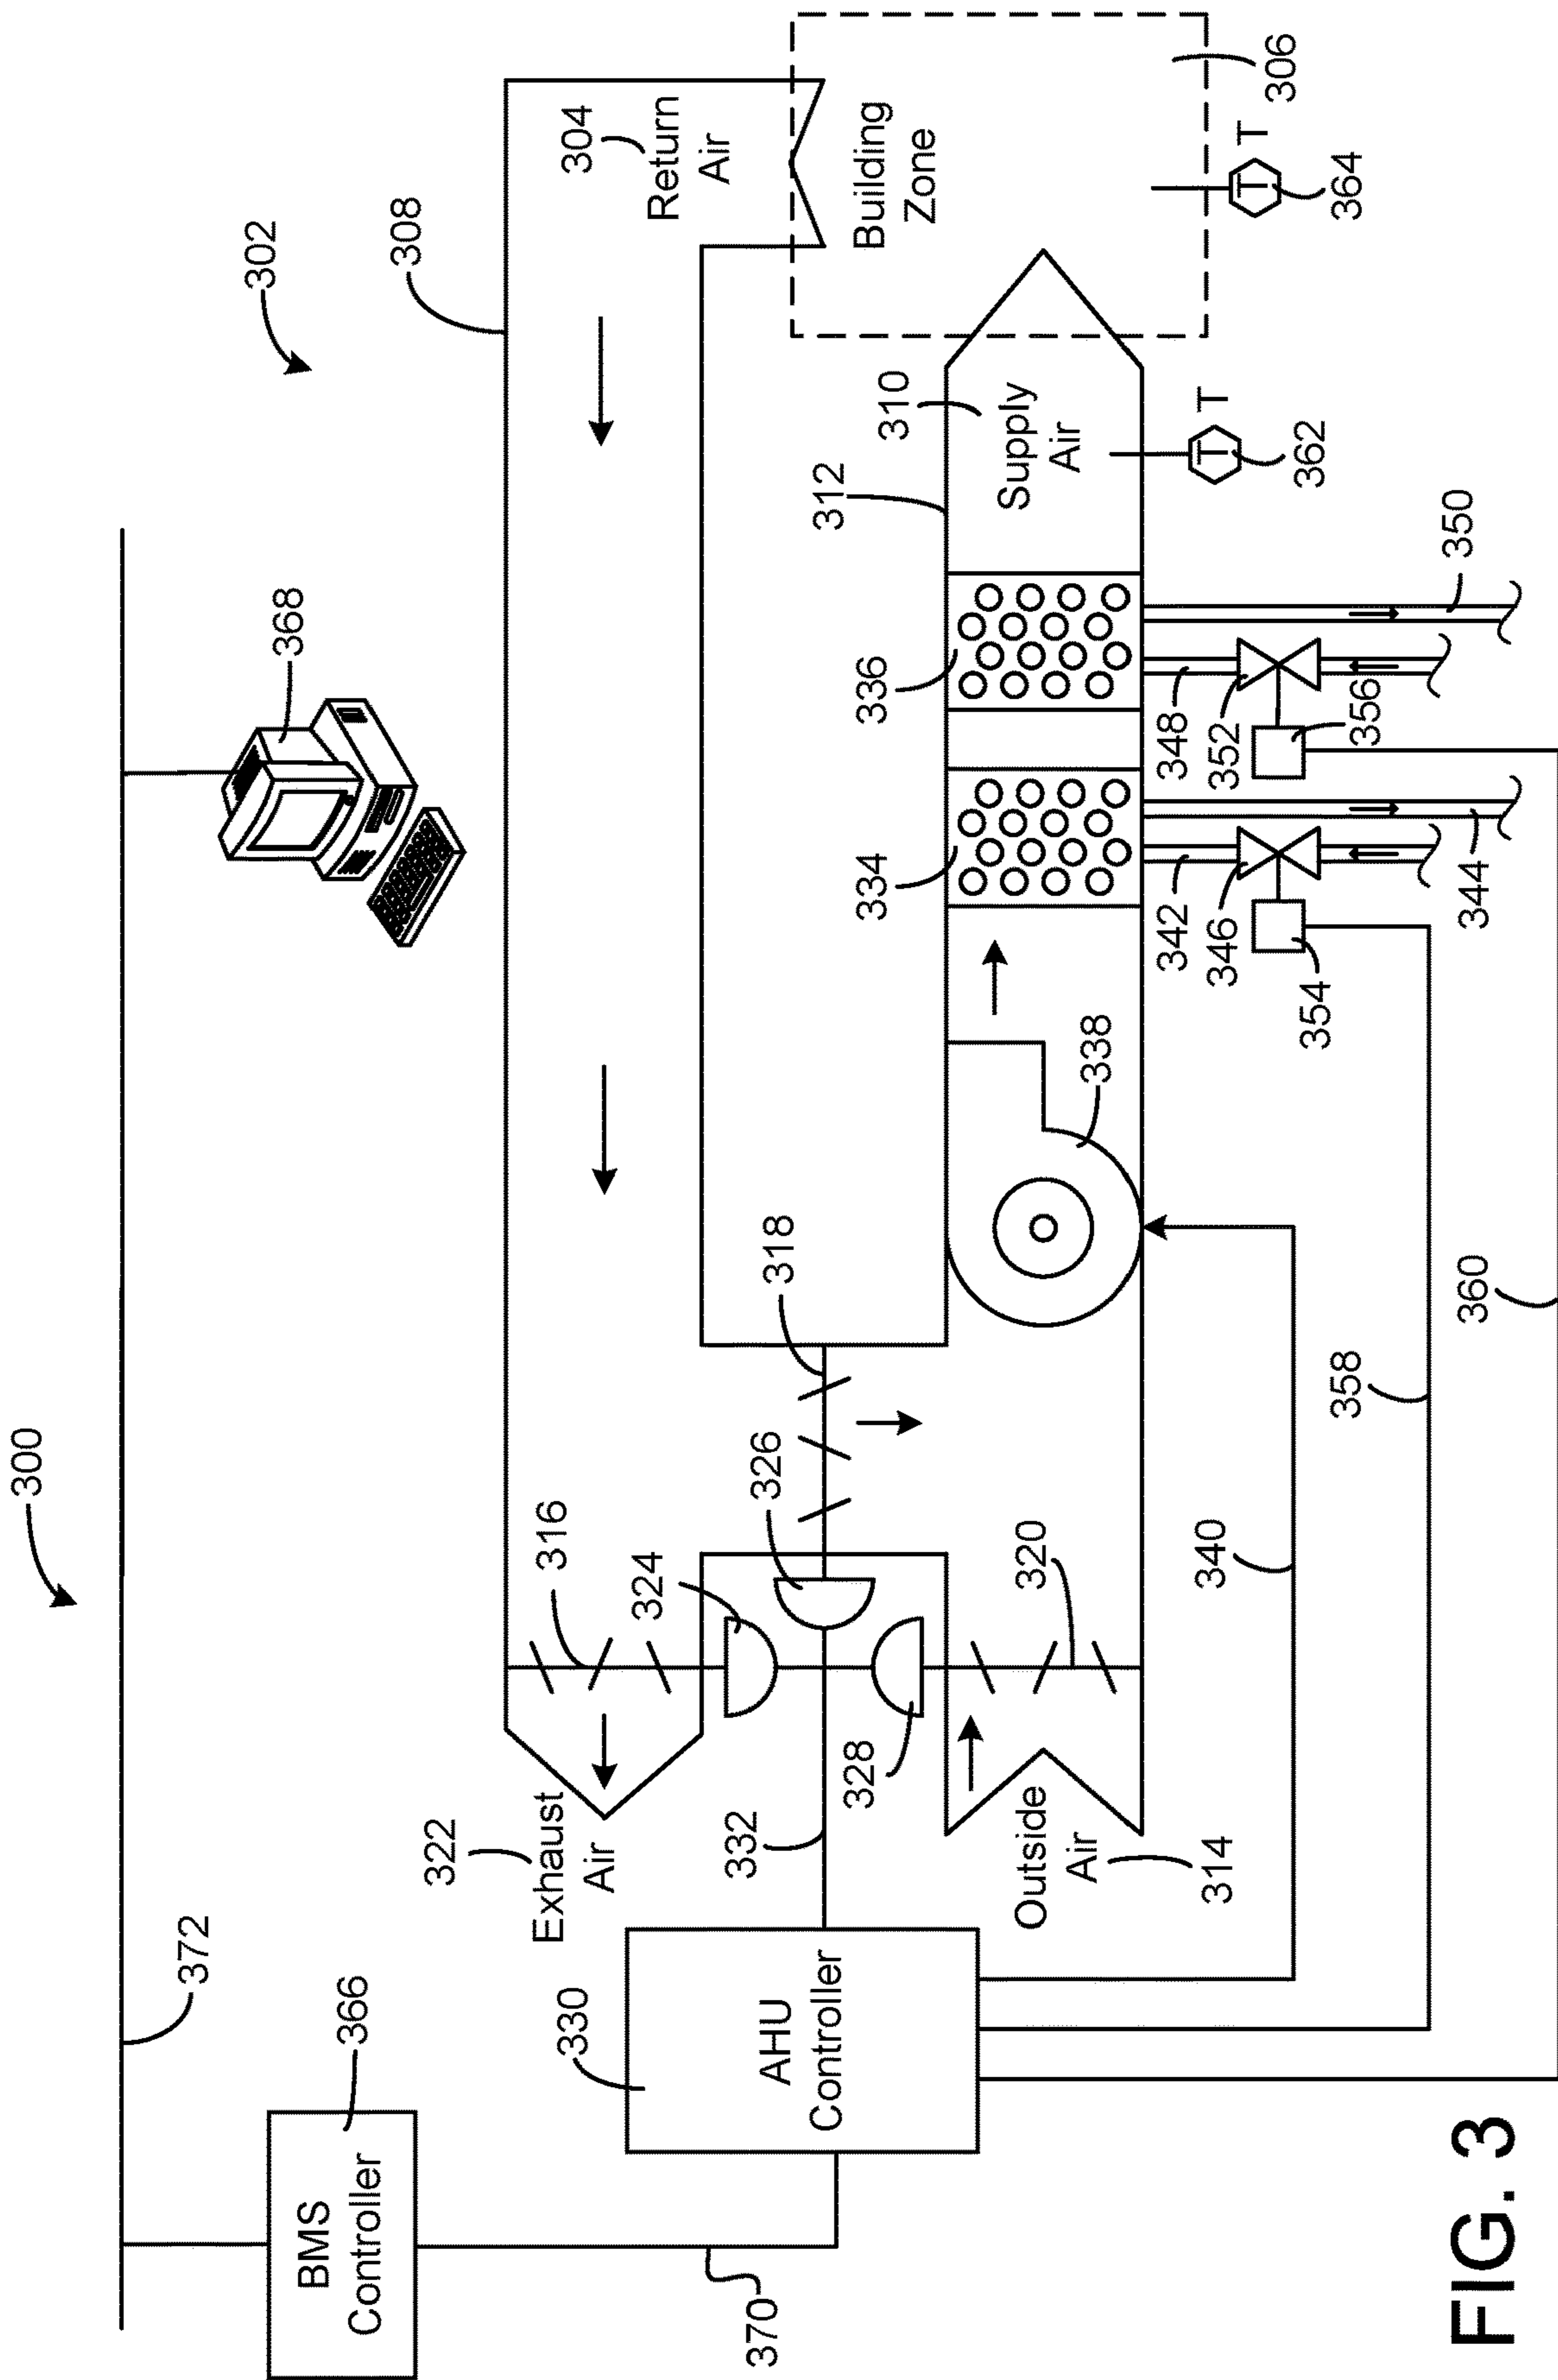 300
372
BMS
Controller
366
368
302
370
308
304
Return
Air
322
Exhaust
Air
316
324
326
318
330
AHU
Controller
332
328
Building
Zone
306
Outside
Air
314
320
338
334
336
312
310
Supply
Air
340
342
346
354
344
348
352
356
350
362
T
T
364
T
T
358
360
FIG. 3